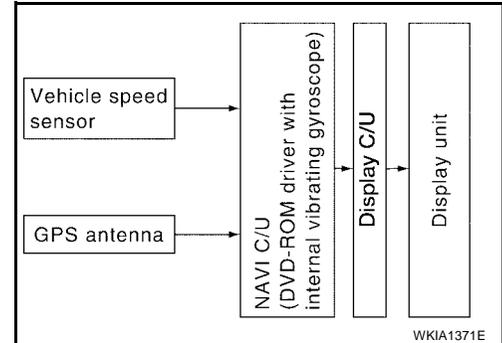 Vehicle speed
sensor
GPS antenna
NAVI C/U
(DVD-ROM driver with
internal vibrating gyroscope)
Display C/U
Display unit
WKIA1371E